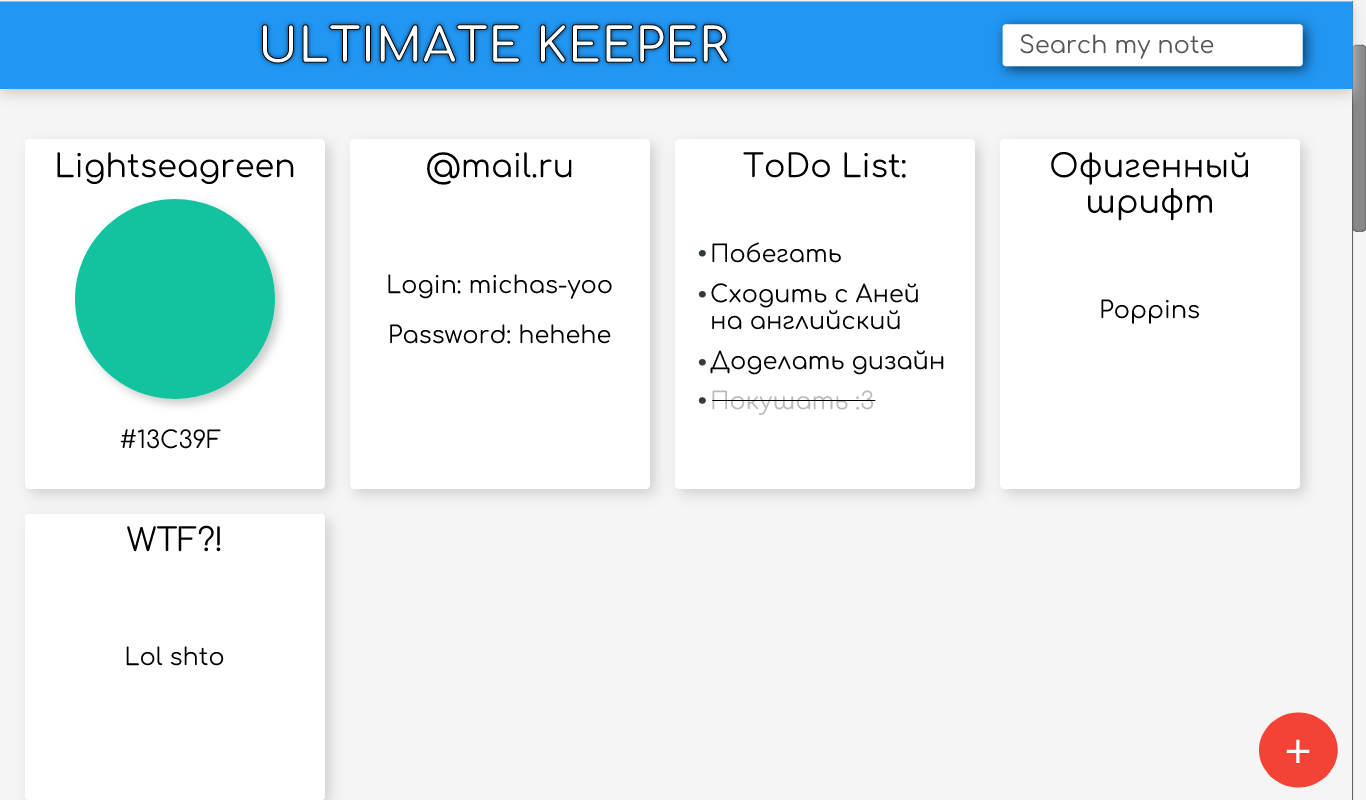 ULTIMATE KEEPER
Search my note
Lightseagreen
#13C39F
@mail.ru
Login: michas-yoo
Password: hehehe
ToDo List:
•Побегать
•Сходить с Аней
на английский
•Доделать дизайн
•Покушать :3
Офигенный
шрифт
Poppins
WTF?!
Lol shto
+